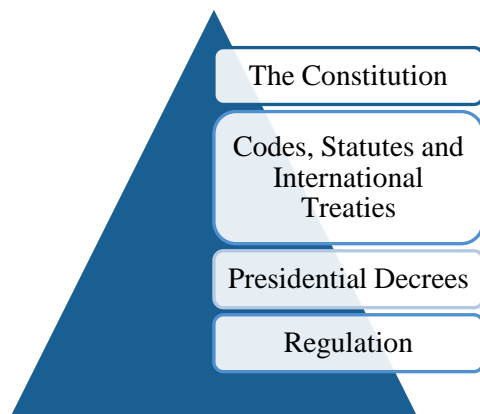 The Constitution
Codes, Statutes and
International
Treaties
Presidential Decrees
Regulation